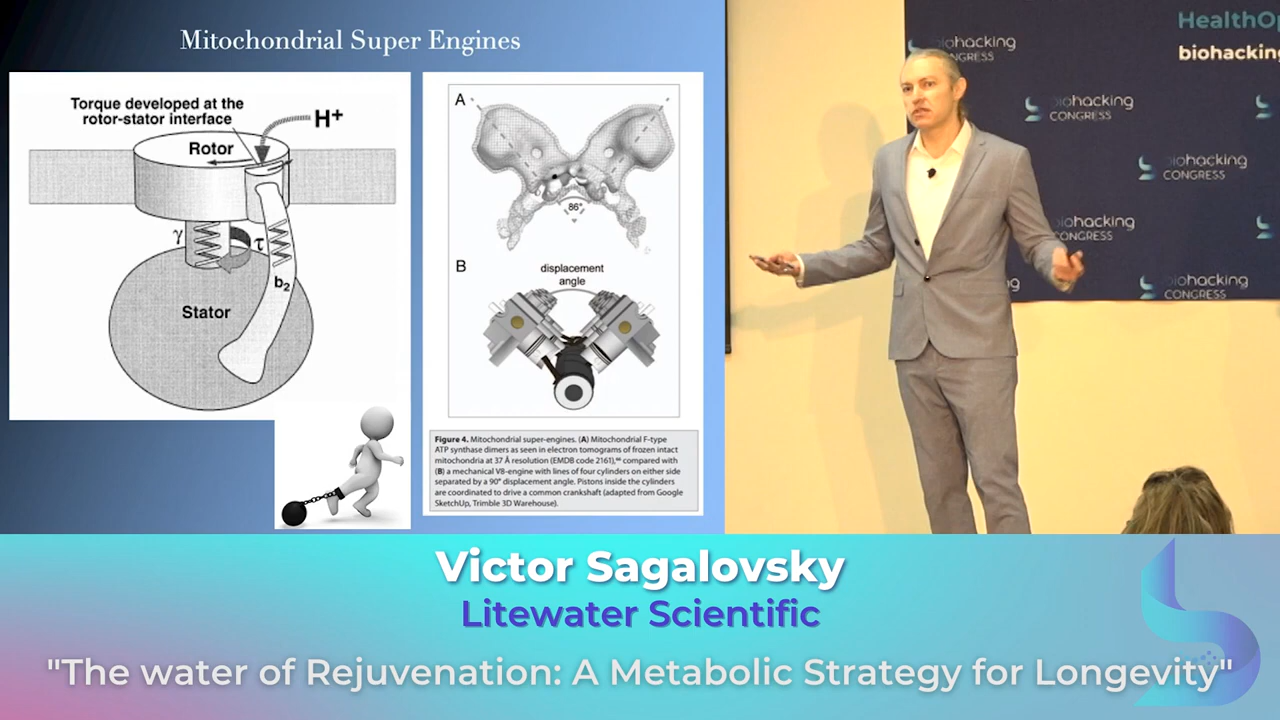 Mitochondrial Super Engines
Torque developed at the
rotor-stator interface
H+
Rotor
γ
τ
b2
Stator
A
86°
B
displacement
angle
Figure 4. Mitochondrial super-engines. (A) Mitochondrial F-type
ATP synthase dimers as seen in electron tomograms of frozen intact
mitochondria at 37 Å resolution (EMDB code 2161),⁴⁶ compared with
(B) a mechanical V8-engine with lines of four cylinders on either side
separated by a 90° displacement angle. Pistons inside the cylinders
are coordinated to drive a common crankshaft (adapted from Google
SketchUp, Trimble 3D Warehouse).
HealthOp
biohacking
biohacking
CONGRESS
biohacking
CONGRESS
biohacking
CONGRESS
biohacking
CONGRESS
biohacking
CONGRESS
Victor Sagalovsky
Litewater Scientific
"The water of Rejuvenation: A Metabolic Strategy for Longevity"